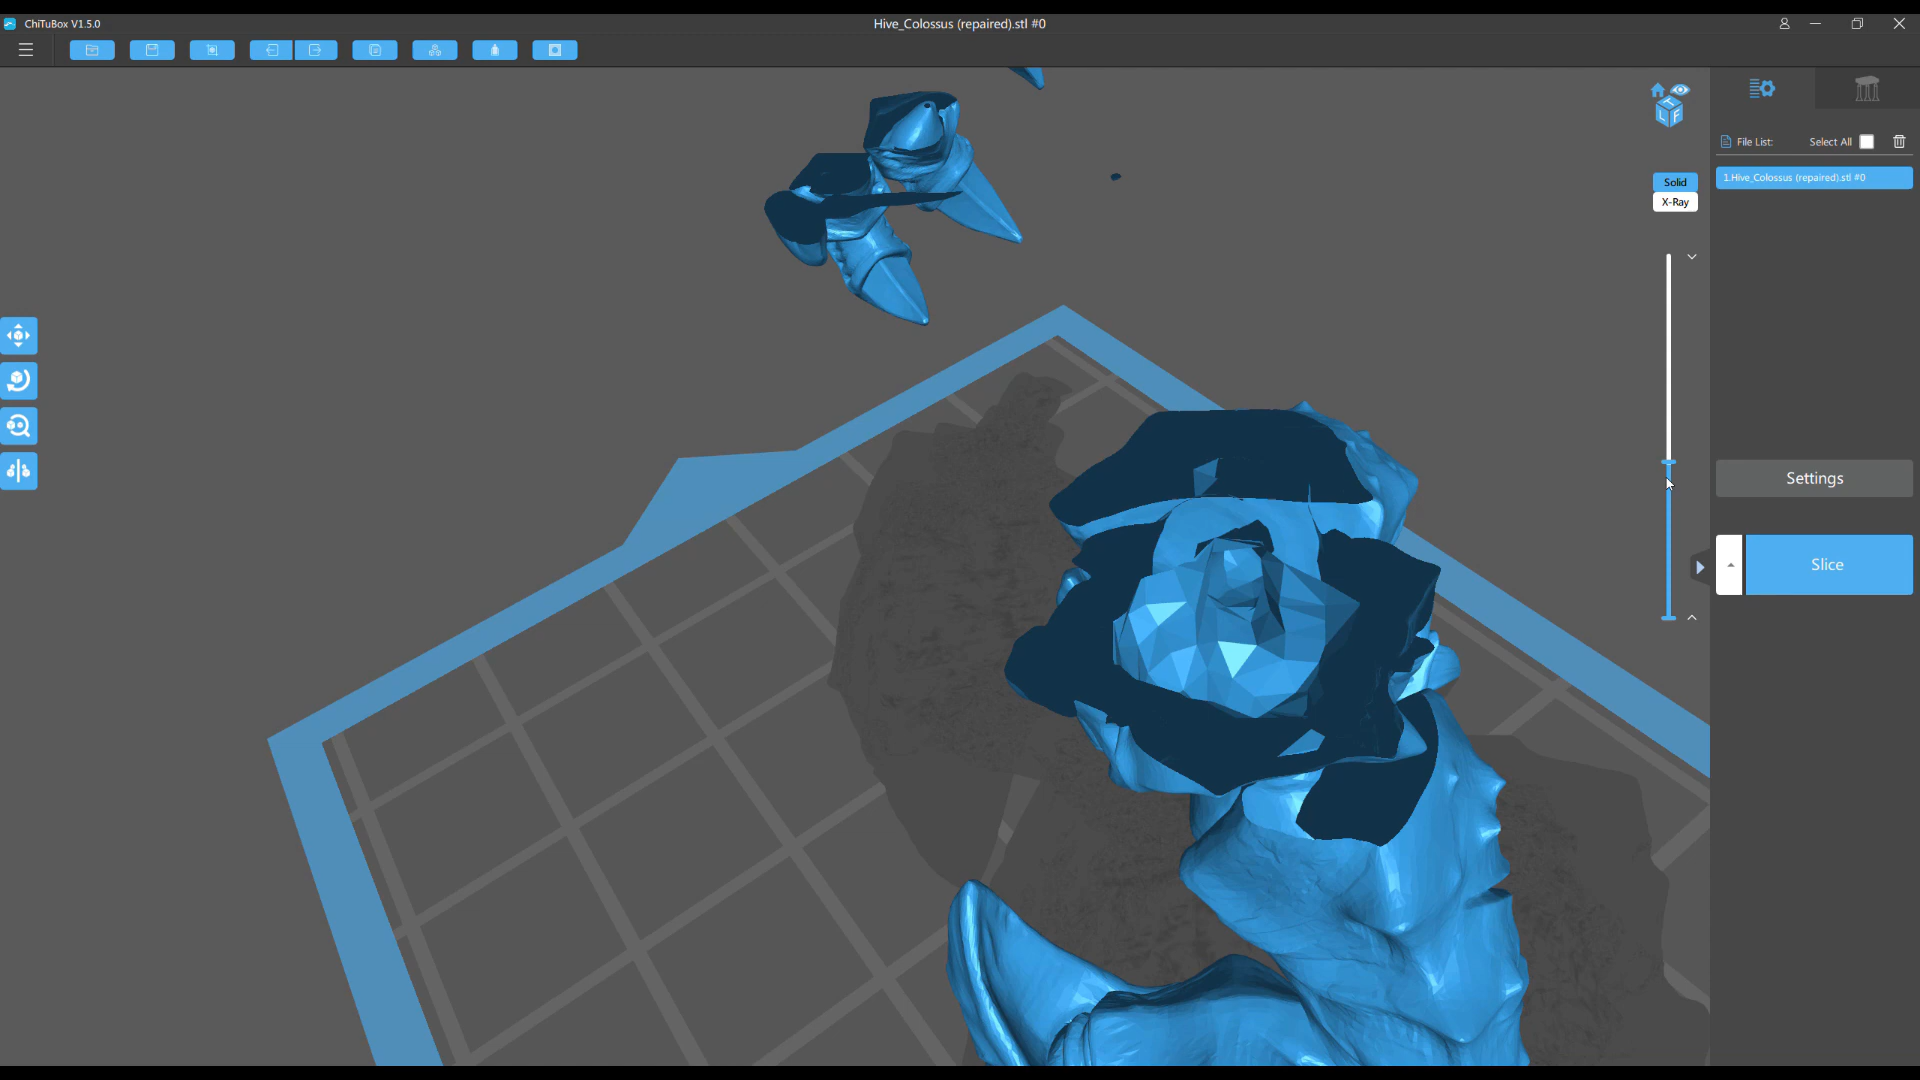 ChiTuBox V1.5.0
Hive_Colossus (repaired).stl #0
T
L F
File List:
Select All
1.Hive_Colossus (repaired).stl #0
Solid
X-Ray
Settings
Slice